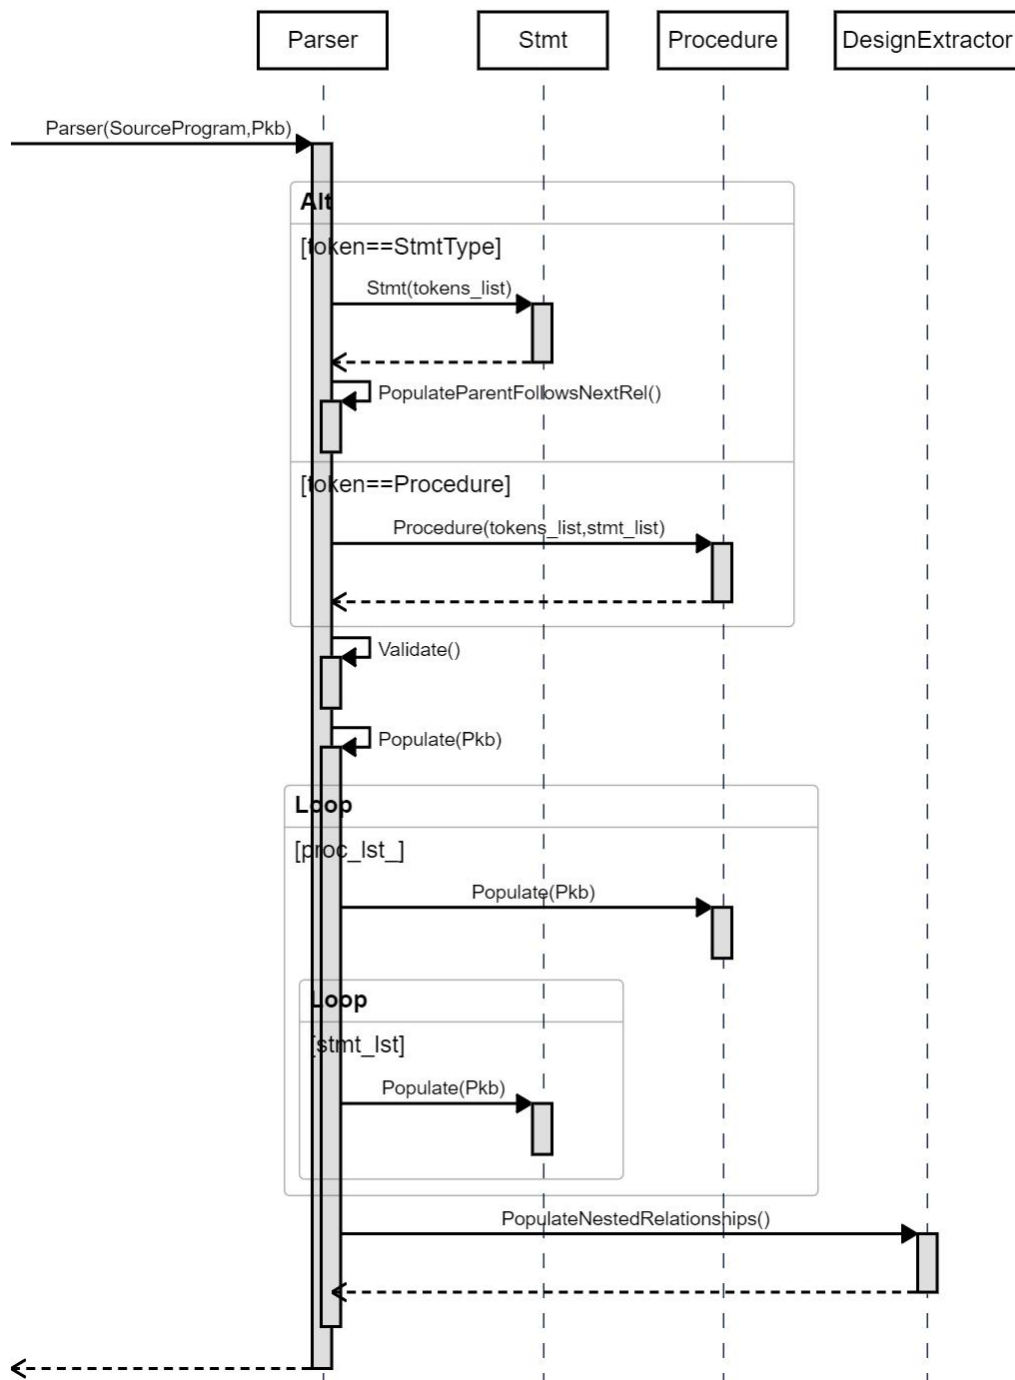 Parser
Stmt
Procedure
DesignExtractor
Parser(SourceProgram,Pkb)
Alt
[token==StmtType]
Stmt(tokens_list)
PopulateParentFollowsNextRel()
[token==Procedure]
Procedure(tokens_list,stmt_list)
Validate()
Populate(Pkb)
Loop
[proc_lst_]
Populate(Pkb)
Loop
[stmt_lst]
Populate(Pkb)
PopulateNestedRelationships()